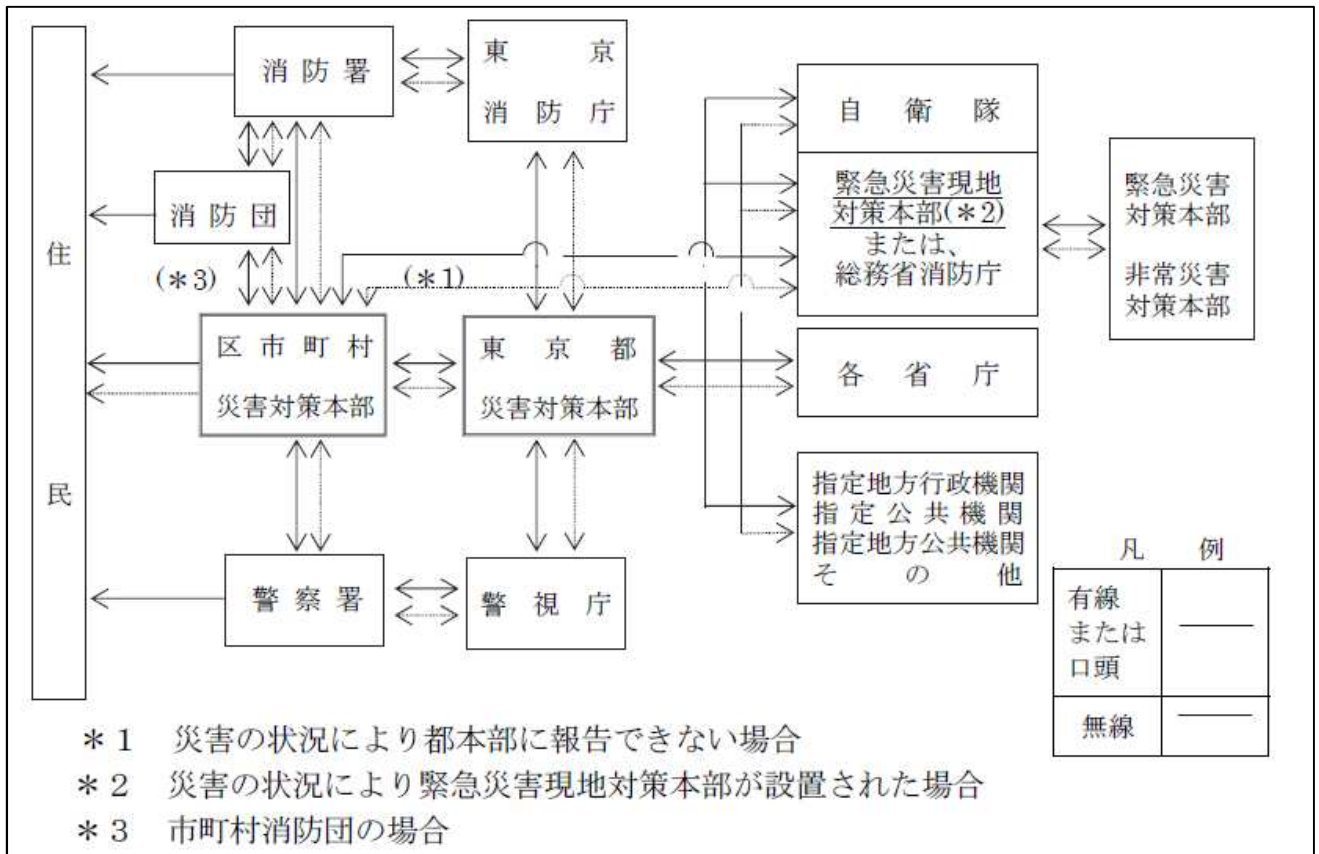 住
民
消防署
東京
消防庁
消防団
(*3)
(*1)
区市町村
災害対策本部
東京都
災害対策本部
警察署
警視庁
自衛隊
緊急災害現地
対策本部(*2)
または、
総務省消防庁
緊急災害
対策本部
非常災害
対策本部
各省庁
指定地方行政機関
指定公共機関
指定地方公共機関
その他
凡例
有線
または
口頭
無線
*1 災害の状況により都本部に報告できない場合
*2 災害の状況により緊急災害現地対策本部が設置された場合
*3 市町村消防団の場合